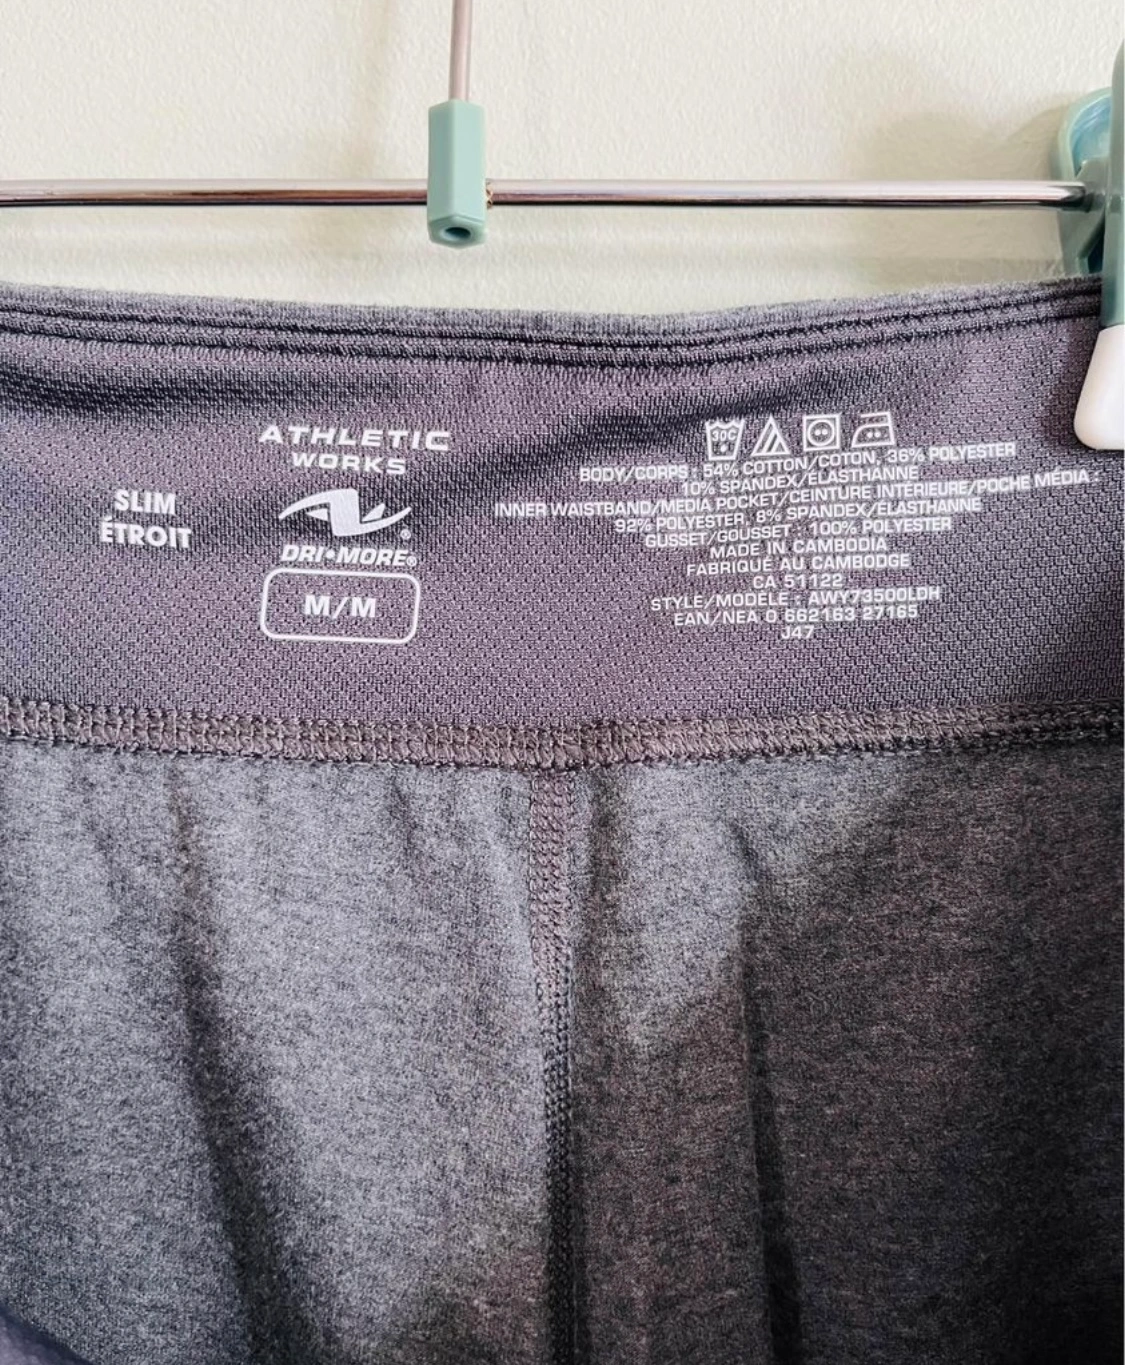 ATHLETIC
WORKS
SLIM
ÉTROIT
DRI•MORE®
M/M
30C
BODY/CORPS : 54% COTTON/COTON, 36% POLYESTER
10% SPANDEX/ÉLASTHANNE
INNER WAISTBAND/MEDIA POCKET/CEINTURE INTÉRIEURE/POCHE MÉDIA :
92% POLYESTER, 8% SPANDEX/ÉLASTHANNE
GUSSET/GOUSSET : 100% POLYESTER
MADE IN CAMBODIA
FABRIQUÉ AU CAMBODGE
CA 51122
STYLE/MODÈLE : AWY73500LDH
EAN/NEA 0 662163 27165
J47